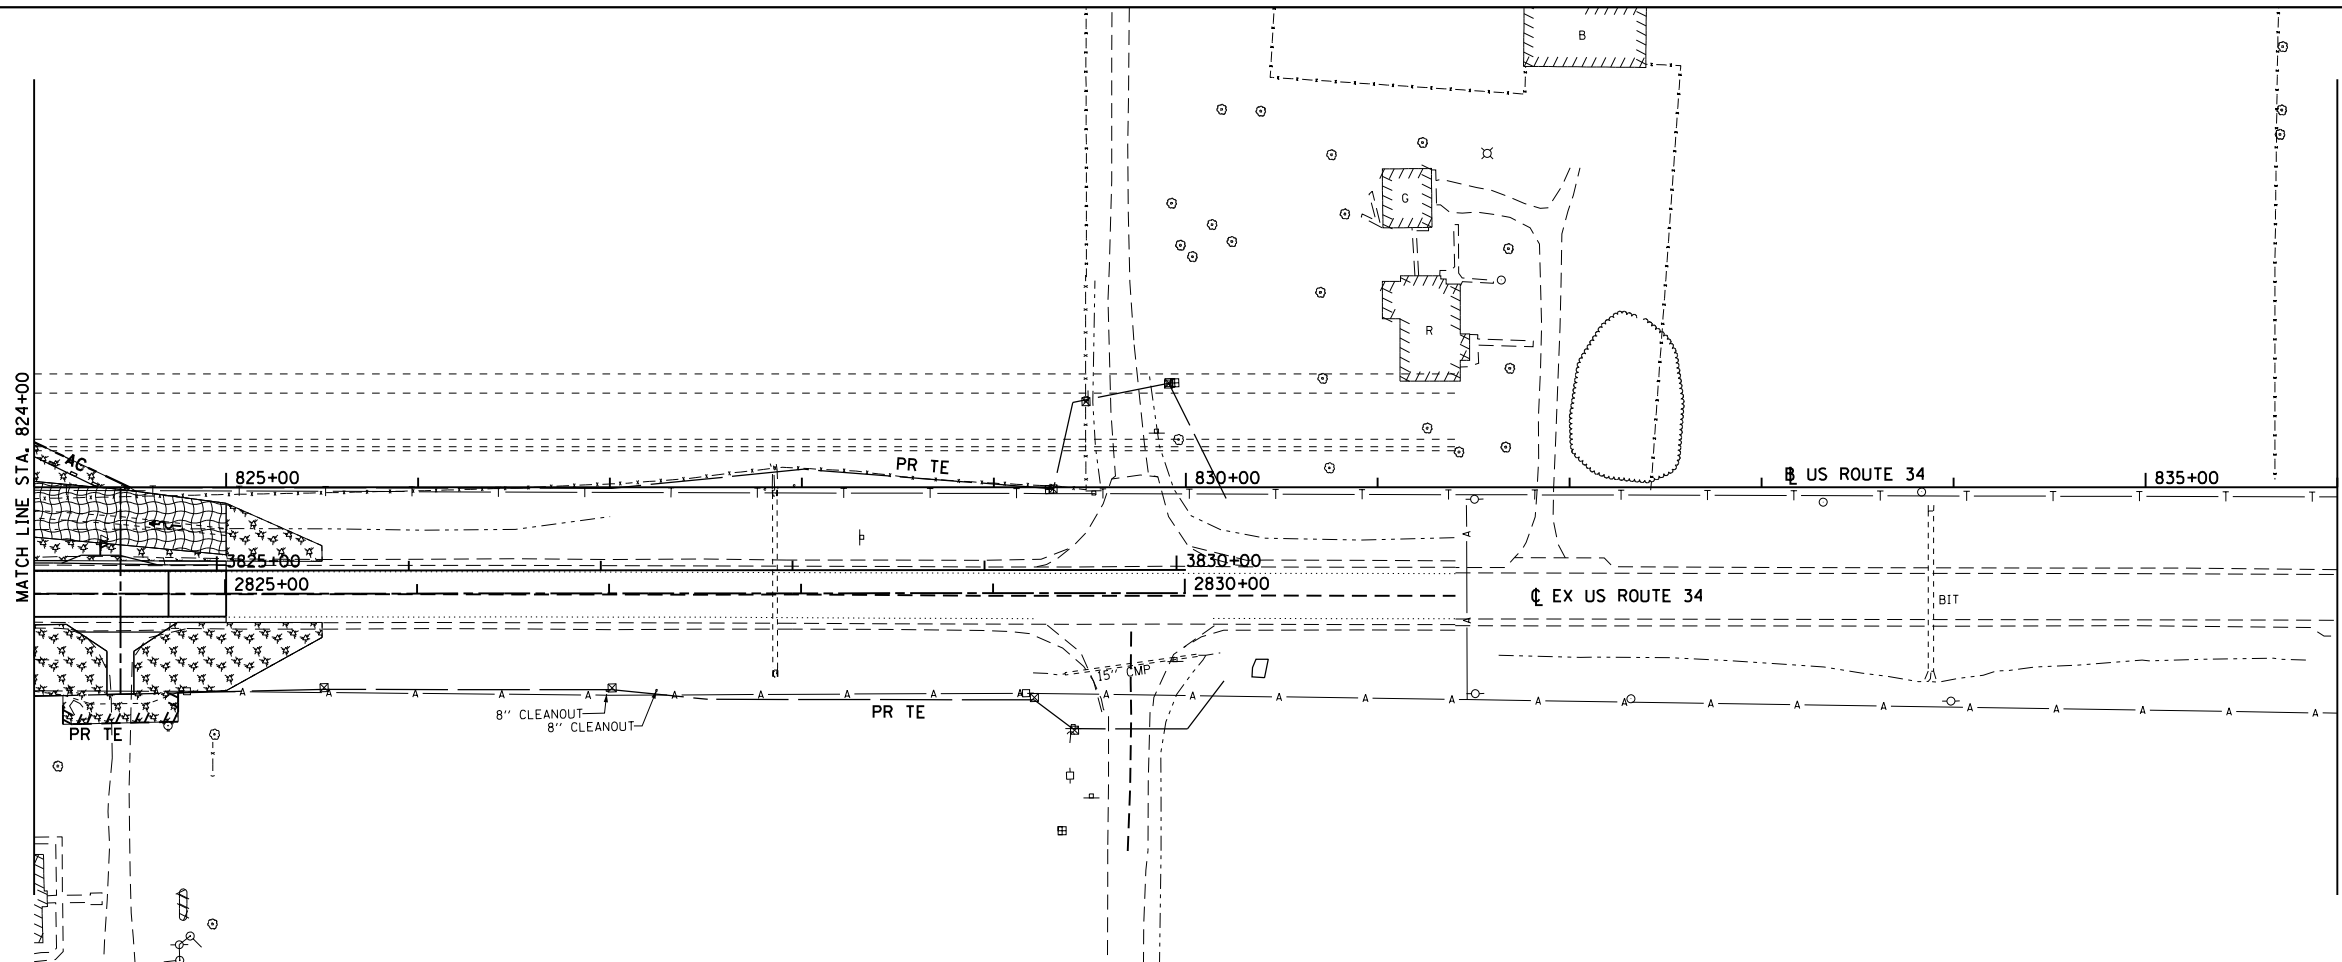 B
G
R
MATCH LINE STA. 824+00
AC
PR TE
825+00
830+00
℄ US ROUTE 34
835+00
3825+00
3830+00
2825+00
2830+00
℄ EX US ROUTE 34
BIT
15'' CMP
8'' CLEANOUT
8'' CLEANOUT
PR TE
PR TE